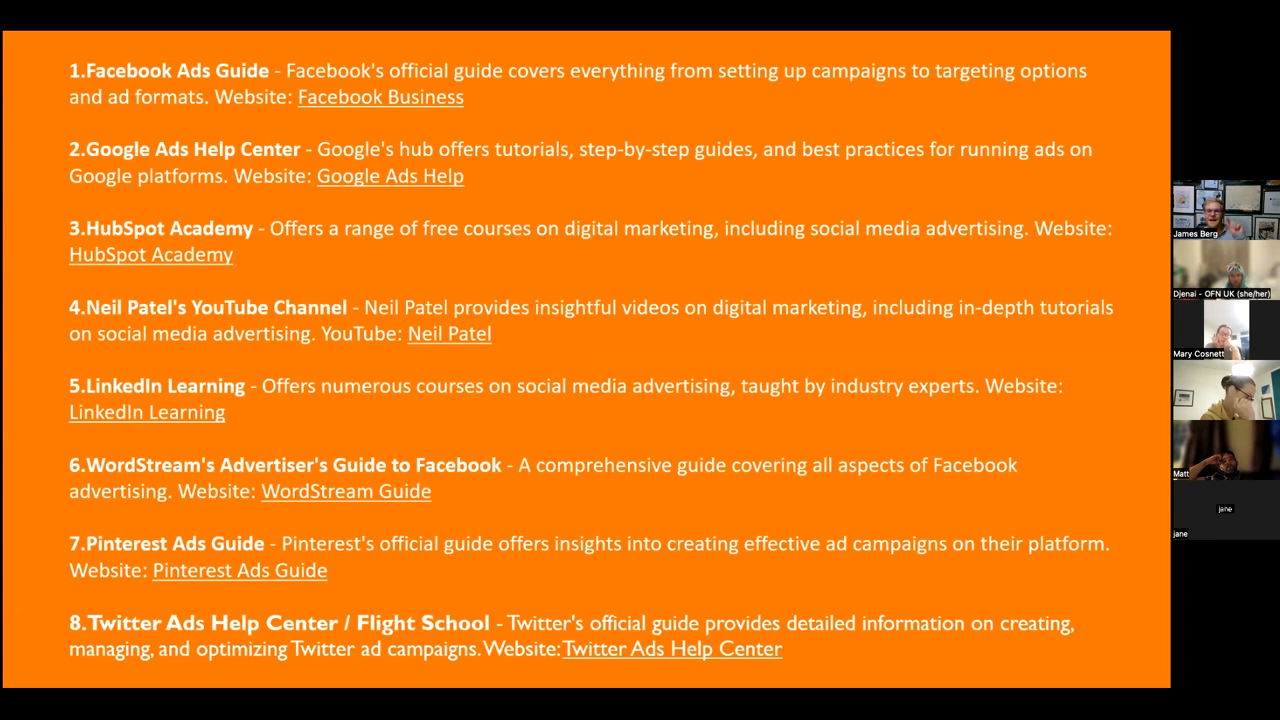 1.Facebook Ads Guide - Facebook's official guide covers everything from setting up campaigns to targeting options
and ad formats. Website: Facebook Business
2.Google Ads Help Center - Google's hub offers tutorials, step-by-step guides, and best practices for running ads on
Google platforms. Website: Google Ads Help
3.HubSpot Academy - Offers a range of free courses on digital marketing, including social media advertising. Website:
HubSpot Academy
4.Neil Patel's YouTube Channel - Neil Patel provides insightful videos on digital marketing, including in-depth tutorials
on social media advertising. YouTube: Neil Patel
5.LinkedIn Learning - Offers numerous courses on social media advertising, taught by industry experts. Website:
LinkedIn Learning
6.WordStream's Advertiser's Guide to Facebook - A comprehensive guide covering all aspects of Facebook
advertising. Website: WordStream Guide
7.Pinterest Ads Guide - Pinterest's official guide offers insights into creating effective ad campaigns on their platform.
Website: Pinterest Ads Guide
8.Twitter Ads Help Center / Flight School - Twitter's official guide provides detailed information on creating,
managing, and optimizing Twitter ad campaigns. Website: Twitter Ads Help Center
James Berg
Djenai - OFN UK (she/her)
Mary Cosnett
Matt
jane
jane